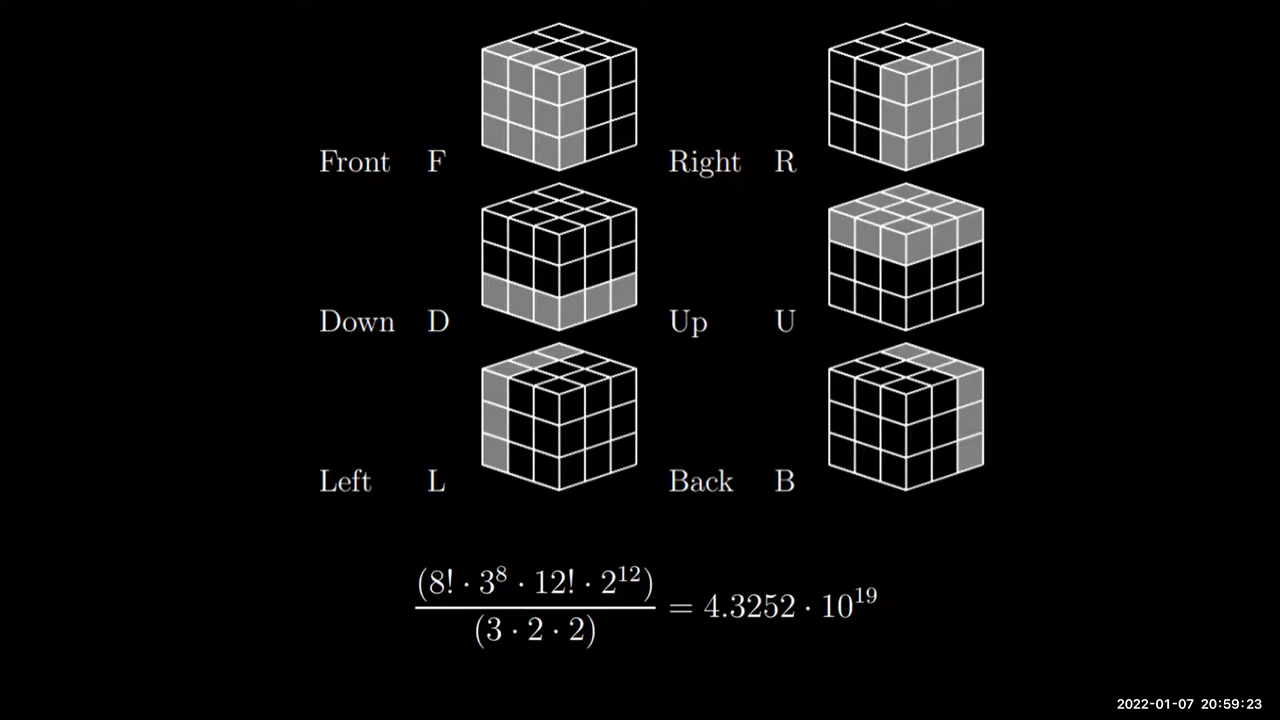 Front F
Right R
Down D
Up U
Left L
Back B
(8! · 3⁸ · 12! · 2¹²)
(3 · 2 · 2)
= 4.3252 · 10¹⁹
2022-01-07 20:59:23